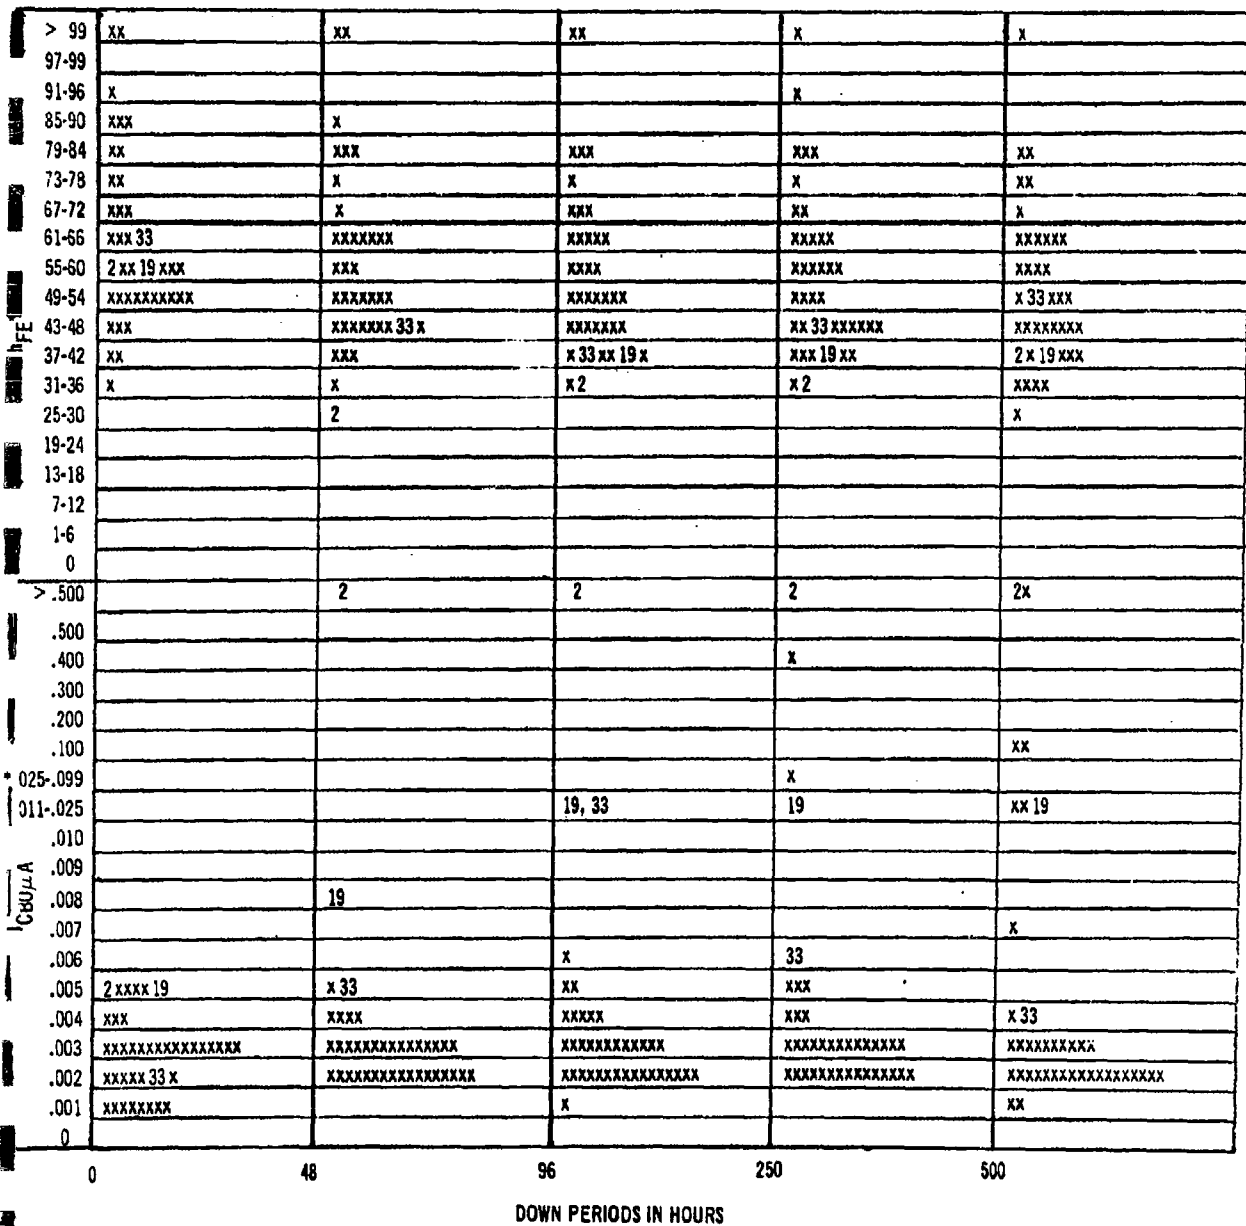 > 99 xx xx xx x x
97-99
91-96 x x
85-90 xxx x
79-84 xx xxx xxx xxx xx
73-78 xx x x x xx
67-72 xxx x xxx xx x
61-66 xxx 33 xxxxxxx xxxxx xxxxx xxxxxx
55-60 2 xx 19 xxx xxx xxxx xxxxxx xxxx
49-54 xxxxxxxxxx xxxxxxx xxxxxxx xxxx x 33 xxx
43-48 xxx xxxxxxx 33 x xxxxxxx xx 33 xxxxxx xxxxxxxx
hFE
37-42 xx xxx x 33 xx 19 x xxx 19 xx 2 x 19 xxx
31-36 x x x 2 x 2 xxxx
25-30 2 x
19-24
13-18
7-12
1-6
0
> .500 2 2 2 2x
.500
.400 x
.300
.200
.100 xx
025-.099 x
011-.025 19, 33 19 xx 19
.010
.009
ICBOμA
.008 19
.007 x
.006 x 33
.005 2 xxxx 19 x 33 xx xxx
.004 xxx xxxx xxxxx xxx x 33
.003 xxxxxxxxxxxxxxxx xxxxxxxxxxxxxxx xxxxxxxxxxxx xxxxxxxxxxxxxx xxxxxxxxxx
.002 xxxxx 33 x xxxxxxxxxxxxxxxxx xxxxxxxxxxxxxxxx xxxxxxxxxxxxxxx xxxxxxxxxxxxxxxxxx
.001 xxxxxxxx x xx
0
0 48 96 250 500
DOWN PERIODS IN HOURS